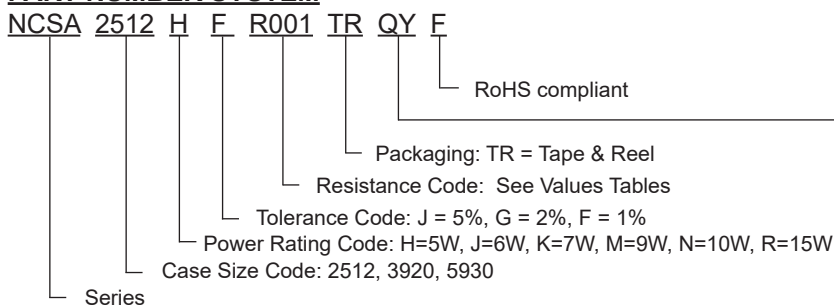 NCSA 2512 H F R001 TR QY F
RoHS compliant
Packaging: TR = Tape & Reel
Resistance Code: See Values Tables
Tolerance Code: J = 5%, G = 2%, F = 1%
Power Rating Code: H=5W, J=6W, K=7W, M=9W, N=10W, R=15W
Case Size Code: 2512, 3920, 5930
Series